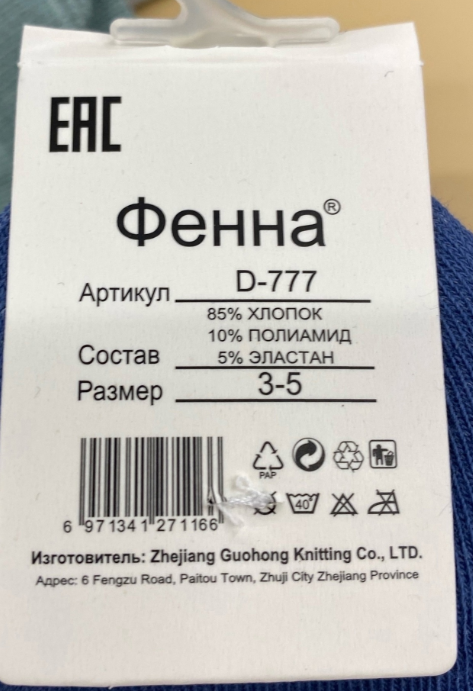 EAC
Фенна®
Артикул D-777
85% ХЛОПОК
10% ПОЛИАМИД
Состав 5% ЭЛАСТАН
Размер 3-5
PAP
40
6 971341 271166
Изготовитель: Zhejiang Guohong Knitting Co., LTD.
Адрес: 6 Fengzu Road, Paitou Town, Zhuji City Zhejiang Province